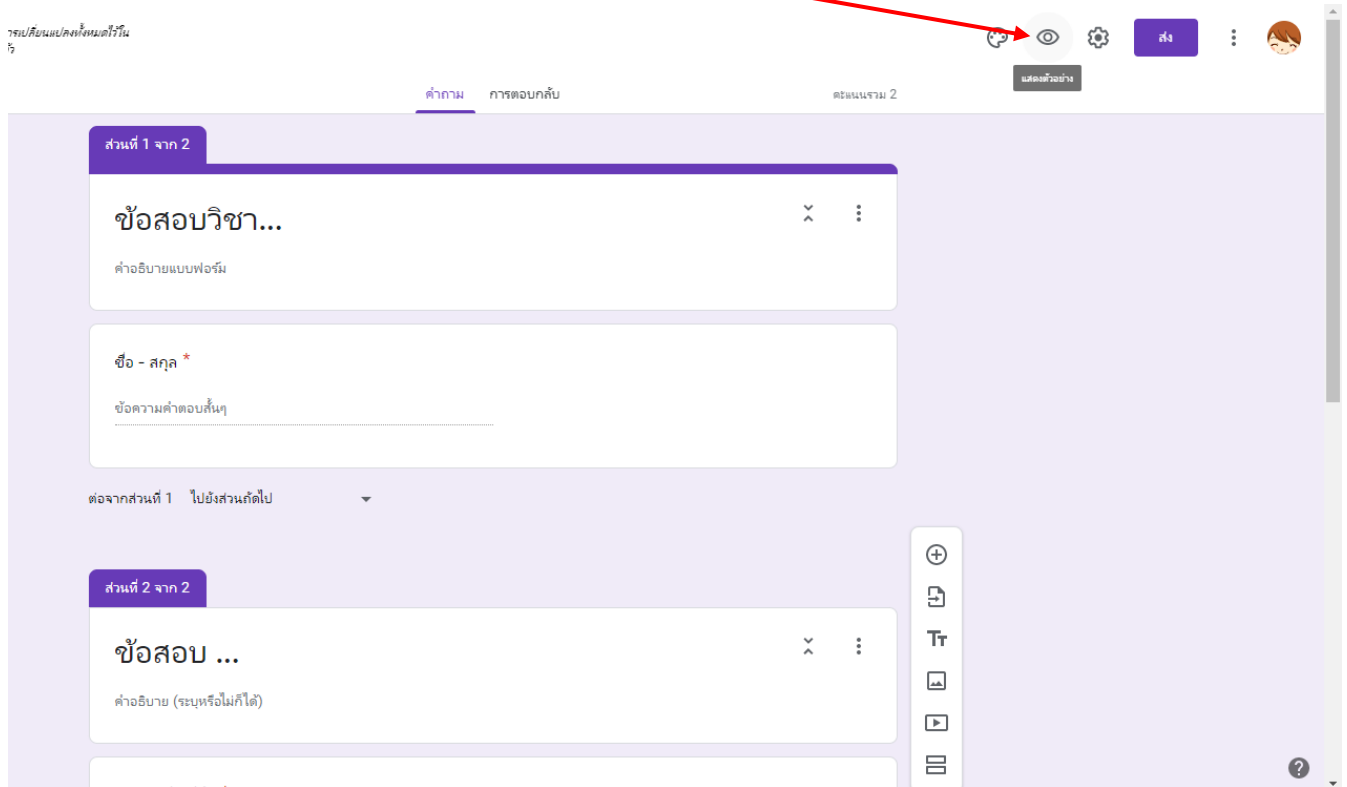 ารเปลี่ยนแปลงทั้งหมดไว้ใน
ส่ง
แสดงตัวอย่าง
คำถาม การตอบกลับ คะแนนรวม 2
ส่วนที่ 1 จาก 2
ข้อสอบวิชา...
คำอธิบายแบบฟอร์ม
ชื่อ - สกุล *
ข้อความคำตอบสั้นๆ
ต่อจากส่วนที่ 1 ไปยังส่วนถัดไป
ส่วนที่ 2 จาก 2
ข้อสอบ ...
คำอธิบาย (ระบุหรือไม่ก็ได้)